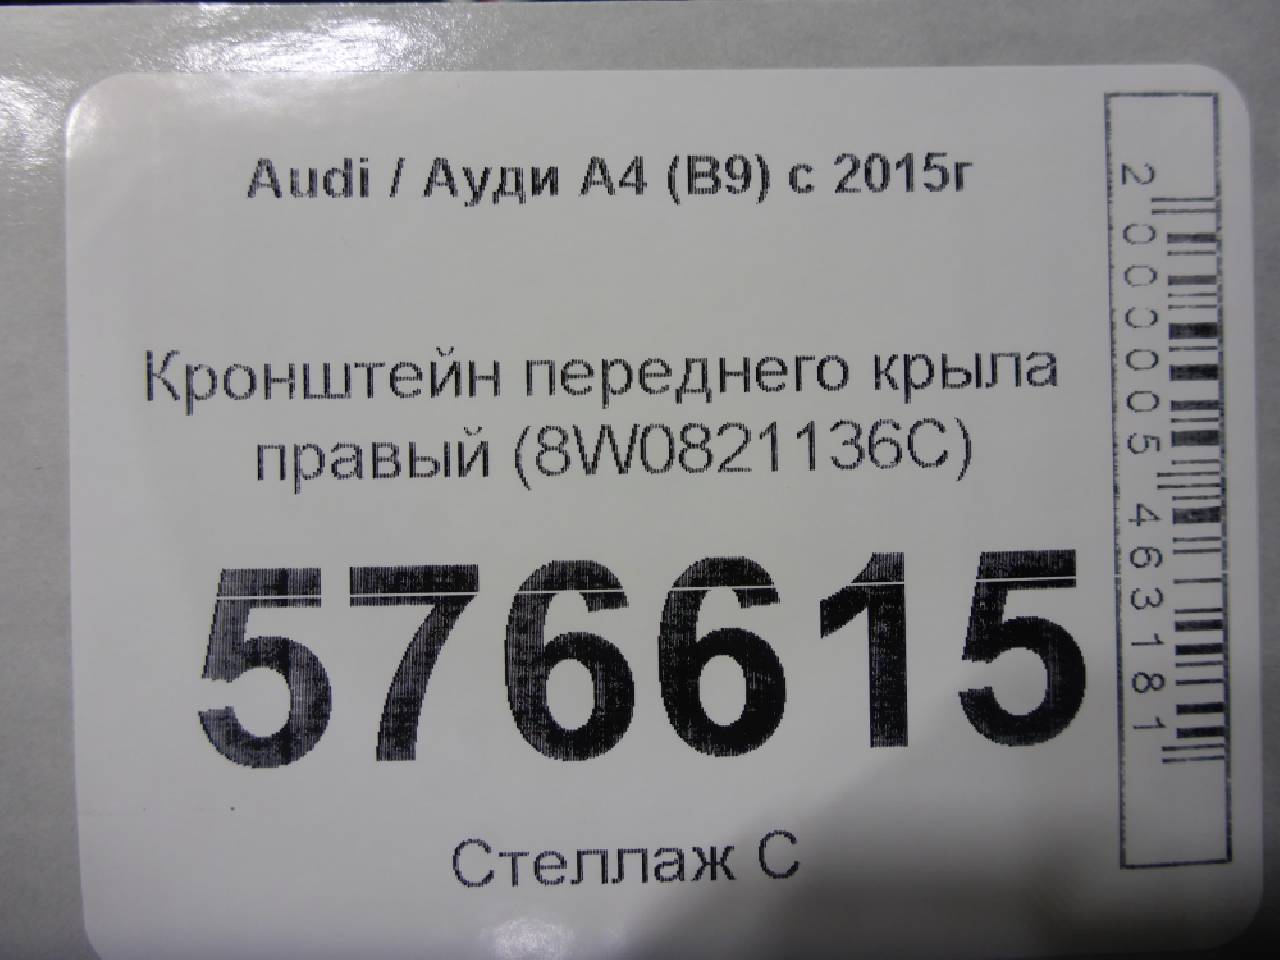 Audi / Ауди А4 (B9) с 2015г
Кронштейн переднего крыла
правый (8W0821136C)
576615
Стеллаж С
2000005463181